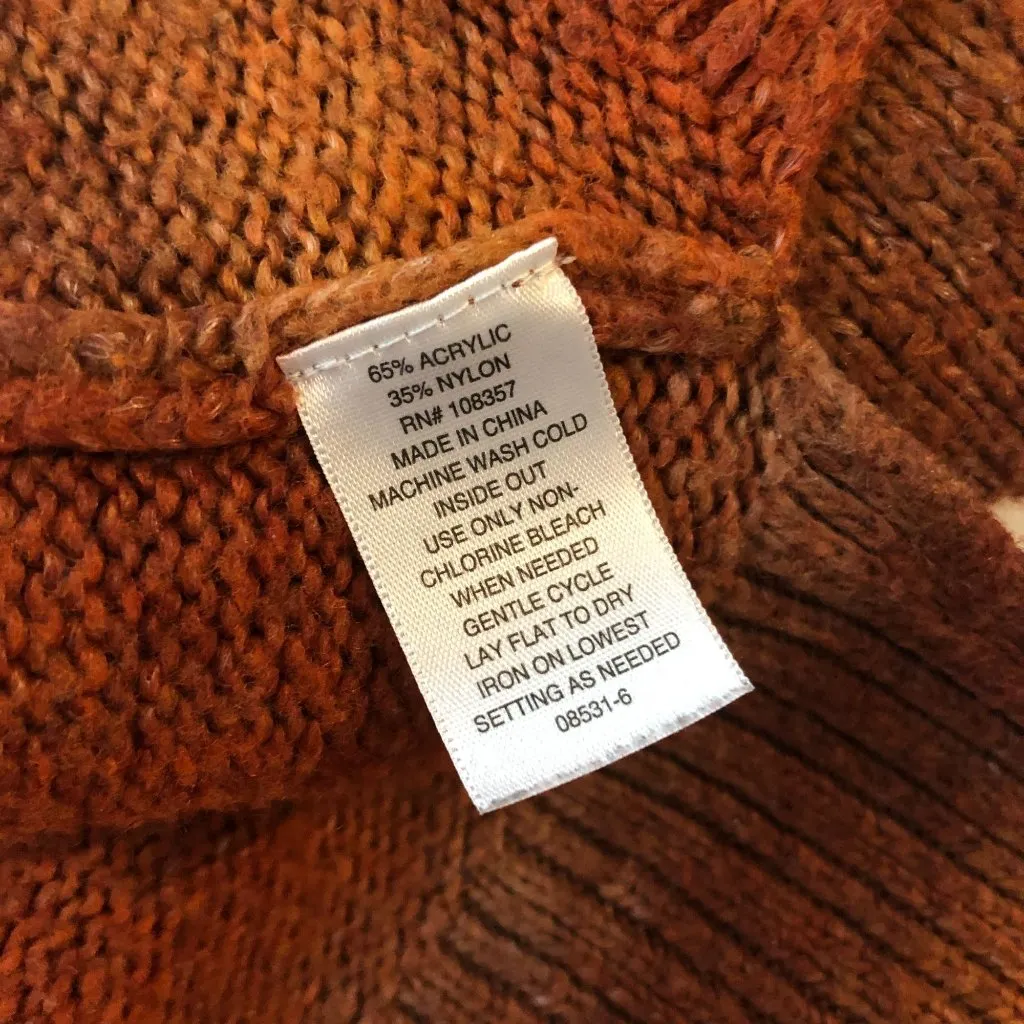 65% ACRYLIC
35% NYLON
RN# 108357
MADE IN CHINA
MACHINE WASH COLD
INSIDE OUT
USE ONLY NON-
CHLORINE BLEACH
WHEN NEEDED
GENTLE CYCLE
LAY FLAT TO DRY
IRON ON LOWEST
SETTING AS NEEDED
08531-6